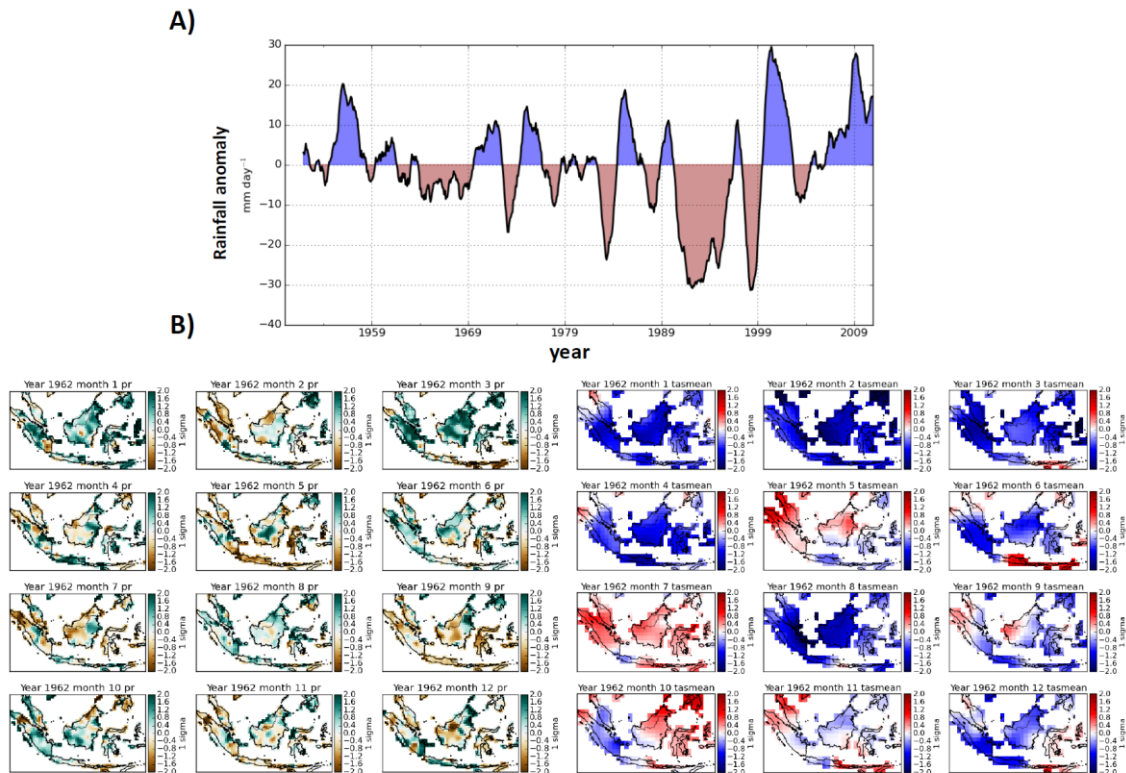 A)
30
20
10
0
−10
−20
−30
−40
Rainfall anomaly
mm day⁻¹
1959 1969 1979 1989 1999 2009
year
B)
Year 1962 month 1 pr
Year 1962 month 2 pr
Year 1962 month 3 pr
Year 1962 month 1 tasmean
Year 1962 month 2 tasmean
Year 1962 month 3 tasmean
2.0
1.6
1.2
0.8
0.4
0.0
−0.4
−0.8
−1.2
−1.6
−2.0
1 sigma
Year 1962 month 4 pr
Year 1962 month 5 pr
Year 1962 month 6 pr
Year 1962 month 4 tasmean
Year 1962 month 5 tasmean
Year 1962 month 6 tasmean
Year 1962 month 7 pr
Year 1962 month 8 pr
Year 1962 month 9 pr
Year 1962 month 7 tasmean
Year 1962 month 8 tasmean
Year 1962 month 9 tasmean
Year 1962 month 10 pr
Year 1962 month 11 pr
Year 1962 month 12 pr
Year 1962 month 10 tasmean
Year 1962 month 11 tasmean
Year 1962 month 12 tasmean